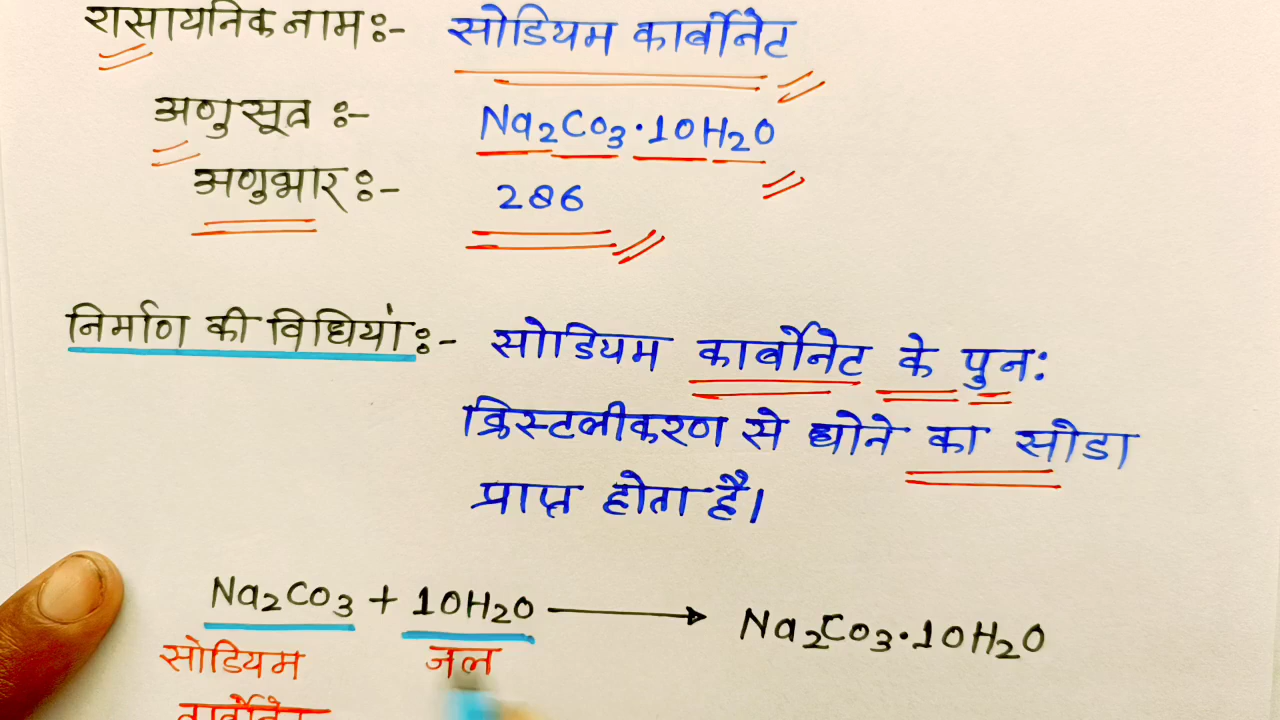 रासायनिक नाम :- सोडियम कार्बोनेट
अणुसूत्र :- Na2Co3·10H2O
अणुभार :- 286
निर्माण की विधियां :- सोडियम कार्बोनेट के पुन:
क्रिस्टलीकरण से धोने का सोडा
प्राप्त होता है।
Na2Co3 + 10H2O → Na2Co3·10H2O
सोडियम जल
कार्बोनेट